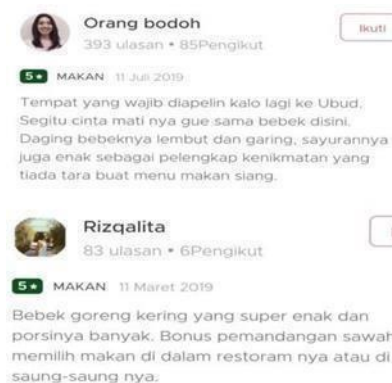 Orang bodoh
Ikuti
393 ulasan • 85Pengikut
5★ MAKAN 11 Juli 2019
Tempat yang wajib diapelin kalo lagi ke Ubud.
Segitu cinta mati nya gue sama bebek disini.
Daging bebeknya lembut dan garing, sayurannya
juga enak sebagai pelengkap kenikmatan yang
tiada tara buat menu makan siang.
Rizqalita
83 ulasan • 6Pengikut
5★ MAKAN 11 Maret 2019
Bebek goreng kering yang super enak dan
porsinya banyak. Bonus pemandangan sawah
memilih makan di dalam restoram nya atau di
saung-saung nya.